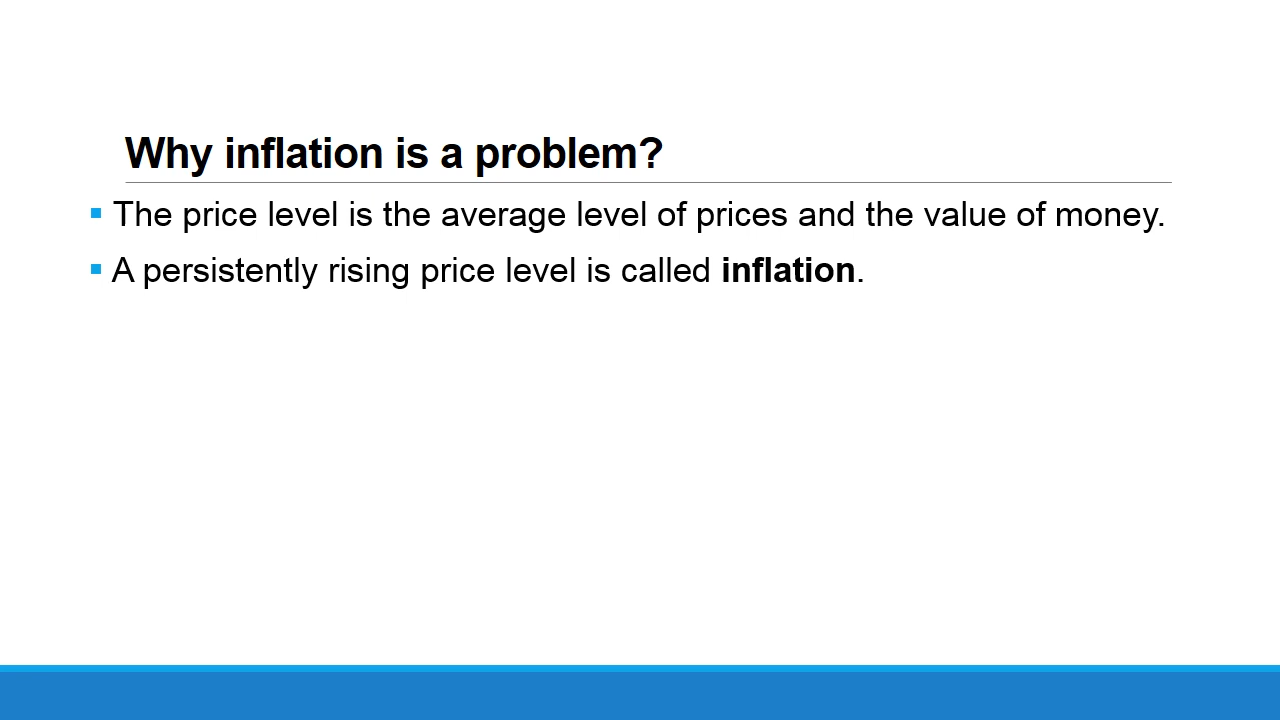 Why inflation is a problem?
▪ The price level is the average level of prices and the value of money.
▪ A persistently rising price level is called inflation.